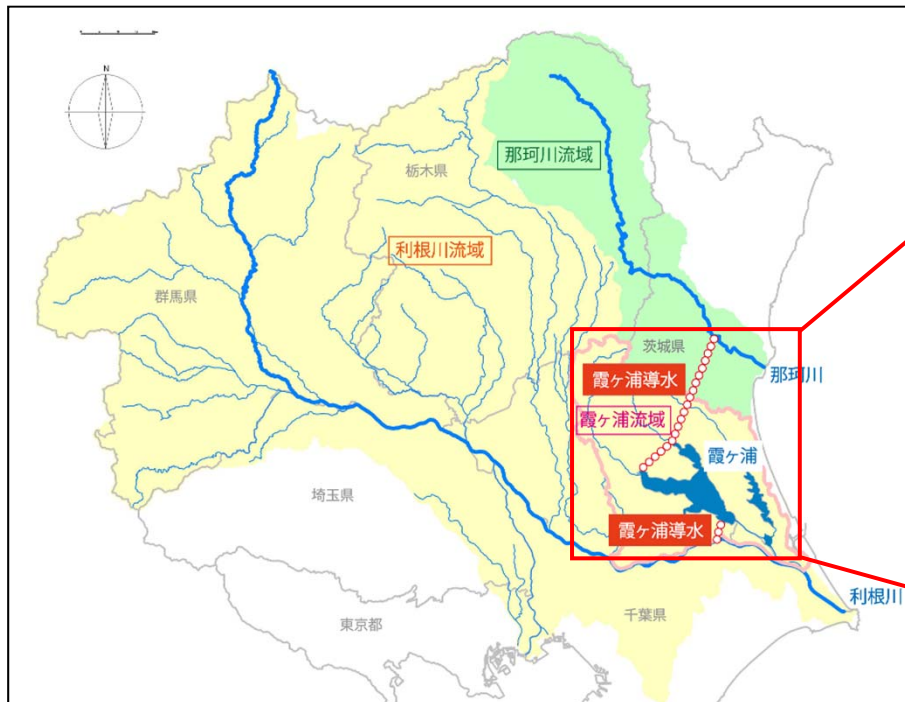 N
那珂川流域
栃木県
利根川流域
群馬県
茨城県
那珂川
霞ヶ浦導水
霞ヶ浦流域
霞ヶ浦
埼玉県
霞ヶ浦導水
利根川
千葉県
東京都